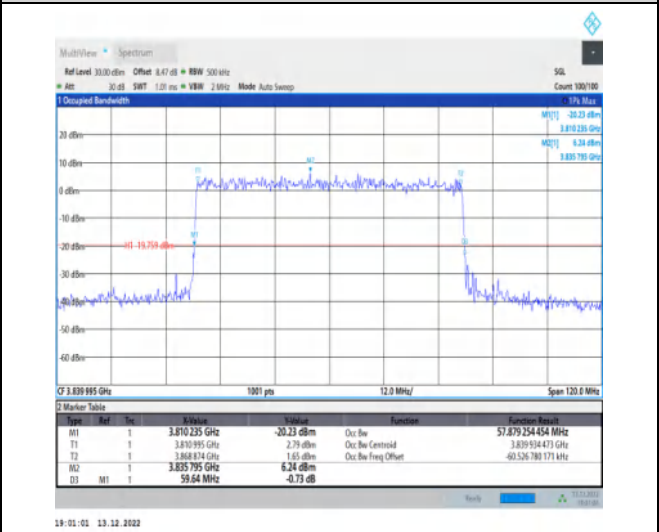 MultiView Spectrum
Ref Level 30.00 dBm Offset 8.47 dB RBW 500 kHz SGL
Att 30 dB SWT 1.01 ms VBW 2 MHz Mode Auto Sweep Count 100/100
1 Occupied Bandwidth 1Pk Max
M1[1] -20.23 dBm
3.810 235 GHz
M2[1] 6.24 dBm
3.835 795 GHz
20 dBm
10 dBm
M2
T1 T2
0 dBm
-10 dBm
M1
-20 dBm H1 -19.759 dBm D3
-30 dBm
-40 dBm
-50 dBm
-60 dBm
CF 3.839 995 GHz 1001 pts 12.0 MHz/ Span 120.0 MHz
2 Marker Table
Type Ref Trc X-Value Y-Value Function Function Result
M1 1 3.810 235 GHz -20.23 dBm Occ Bw 57.879 254 454 MHz
T1 1 3.810 995 GHz 2.79 dBm Occ Bw Centroid 3.839 934 473 GHz
T2 1 3.868 874 GHz 1.65 dBm Occ Bw Freq Offset -60.526 780 171 kHz
M2 1 3.835 795 GHz 6.24 dBm
D3 M1 1 59.64 MHz -0.73 dB
Ready 13.12.2022
19:01:01 13.12.2022